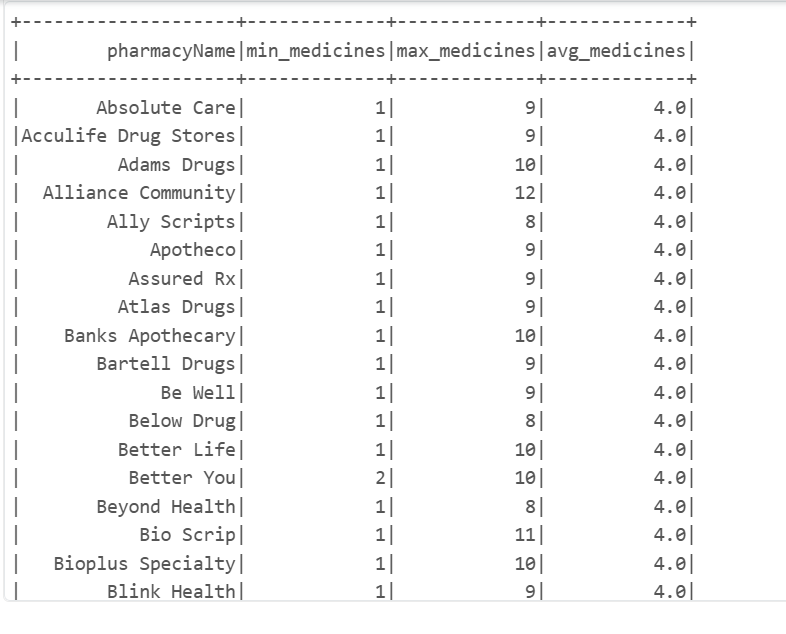 +--------------------+-------------+-------------+-------------+
|        pharmacyName|min_medicines|max_medicines|avg_medicines|
+--------------------+-------------+-------------+-------------+
|       Absolute Care|            1|            9|          4.0|
|Acculife Drug Stores|            1|            9|          4.0|
|         Adams Drugs|            1|           10|          4.0|
|  Alliance Community|            1|           12|          4.0|
|        Ally Scripts|            1|            8|          4.0|
|            Apotheco|            1|            9|          4.0|
|          Assured Rx|            1|            9|          4.0|
|         Atlas Drugs|            1|            9|          4.0|
|    Banks Apothecary|            1|           10|          4.0|
|       Bartell Drugs|            1|            9|          4.0|
|             Be Well|            1|            9|          4.0|
|          Below Drug|            1|            8|          4.0|
|         Better Life|            1|           10|          4.0|
|          Better You|            2|           10|          4.0|
|       Beyond Health|            1|            8|          4.0|
|           Bio Scrip|            1|           11|          4.0|
|   Bioplus Specialty|            1|           10|          4.0|
|        Blink Health|            1|            9|          4.0|